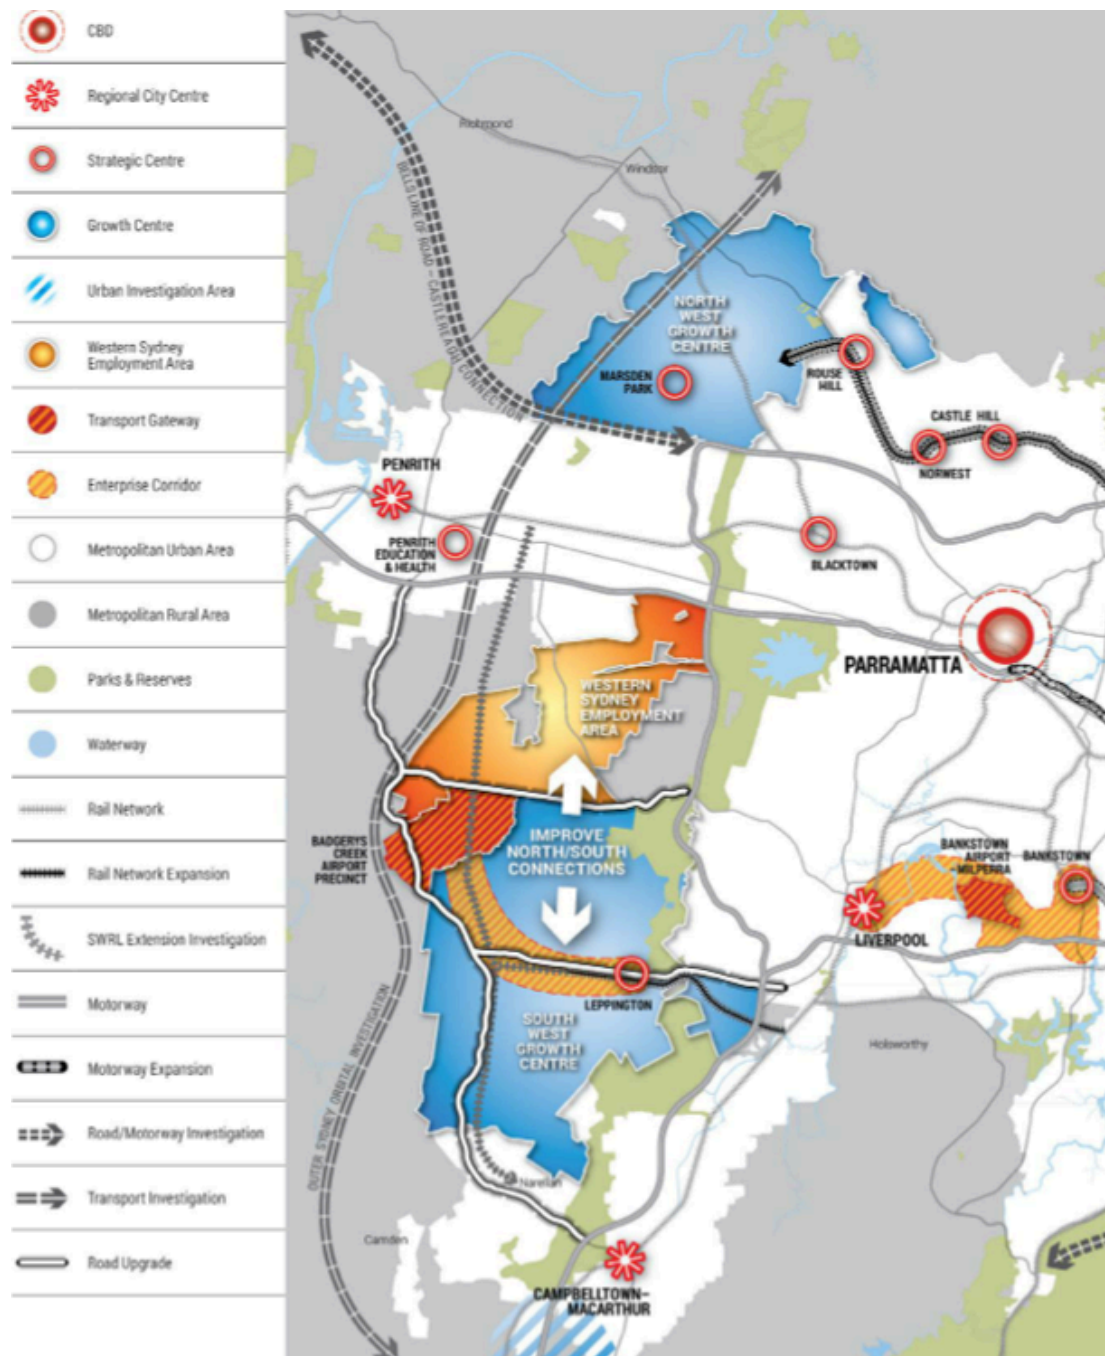 CBD
Regional City Centre
Strategic Centre
Growth Centre
Urban Investigation Area
Western Sydney
Employment Area
Transport Gateway
Enterprise Corridor
Metropolitan Urban Area
Metropolitan Rural Area
Parks & Reserves
Waterway
Rail Network
Rail Network Expansion
SWRL Extension Investigation
Motorway
Motorway Expansion
Road/Motorway Investigation
Transport Investigation
Road Upgrade
Richmond
Windsor
BELLS LINE OF ROAD – CASTLEREAGH CONNECTION
NORTH
WEST
GROWTH
CENTRE
MARSDEN
PARK
ROUSE
HILL
CASTLE HILL
NORWEST
PENRITH
PENRITH
EDUCATION
& HEALTH
BLACKTOWN
PARRAMATTA
WESTERN
SYDNEY
EMPLOYMENT
AREA
BADGERYS
CREEK
AIRPORT
PRECINCT
IMPROVE
NORTH/SOUTH
CONNECTIONS
BANKSTOWN
AIRPORT
–MILPERRA
BANKSTOWN
LIVERPOOL
LEPPINGTON
SOUTH
WEST
GROWTH
CENTRE
Holsworthy
OUTER SYDNEY ORBITAL INVESTIGATION
Narellan
Camden
CAMPBELLTOWN–
MACARTHUR